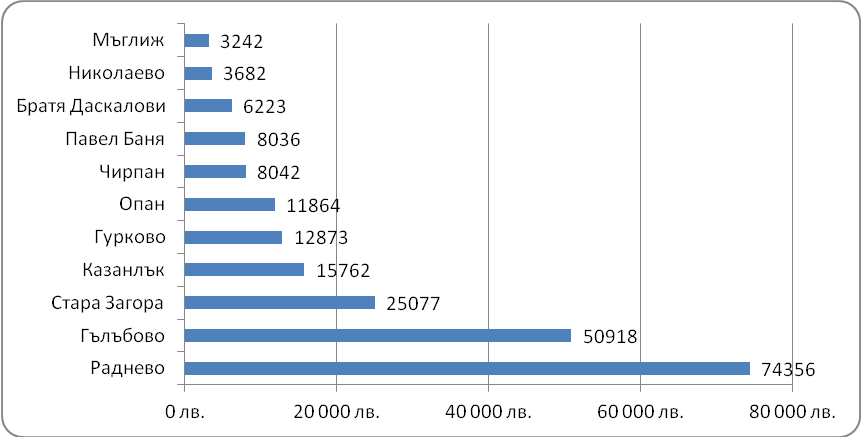 Мъглиж 3242
Николаево 3682
Братя Даскалови 6223
Павел Баня 8036
Чирпан 8042
Опан 11864
Гурково 12873
Казанлък 15762
Стара Загора 25077
Гълъбово 50918
Раднево 74356
0 лв. 20 000 лв. 40 000 лв. 60 000 лв. 80 000 лв.